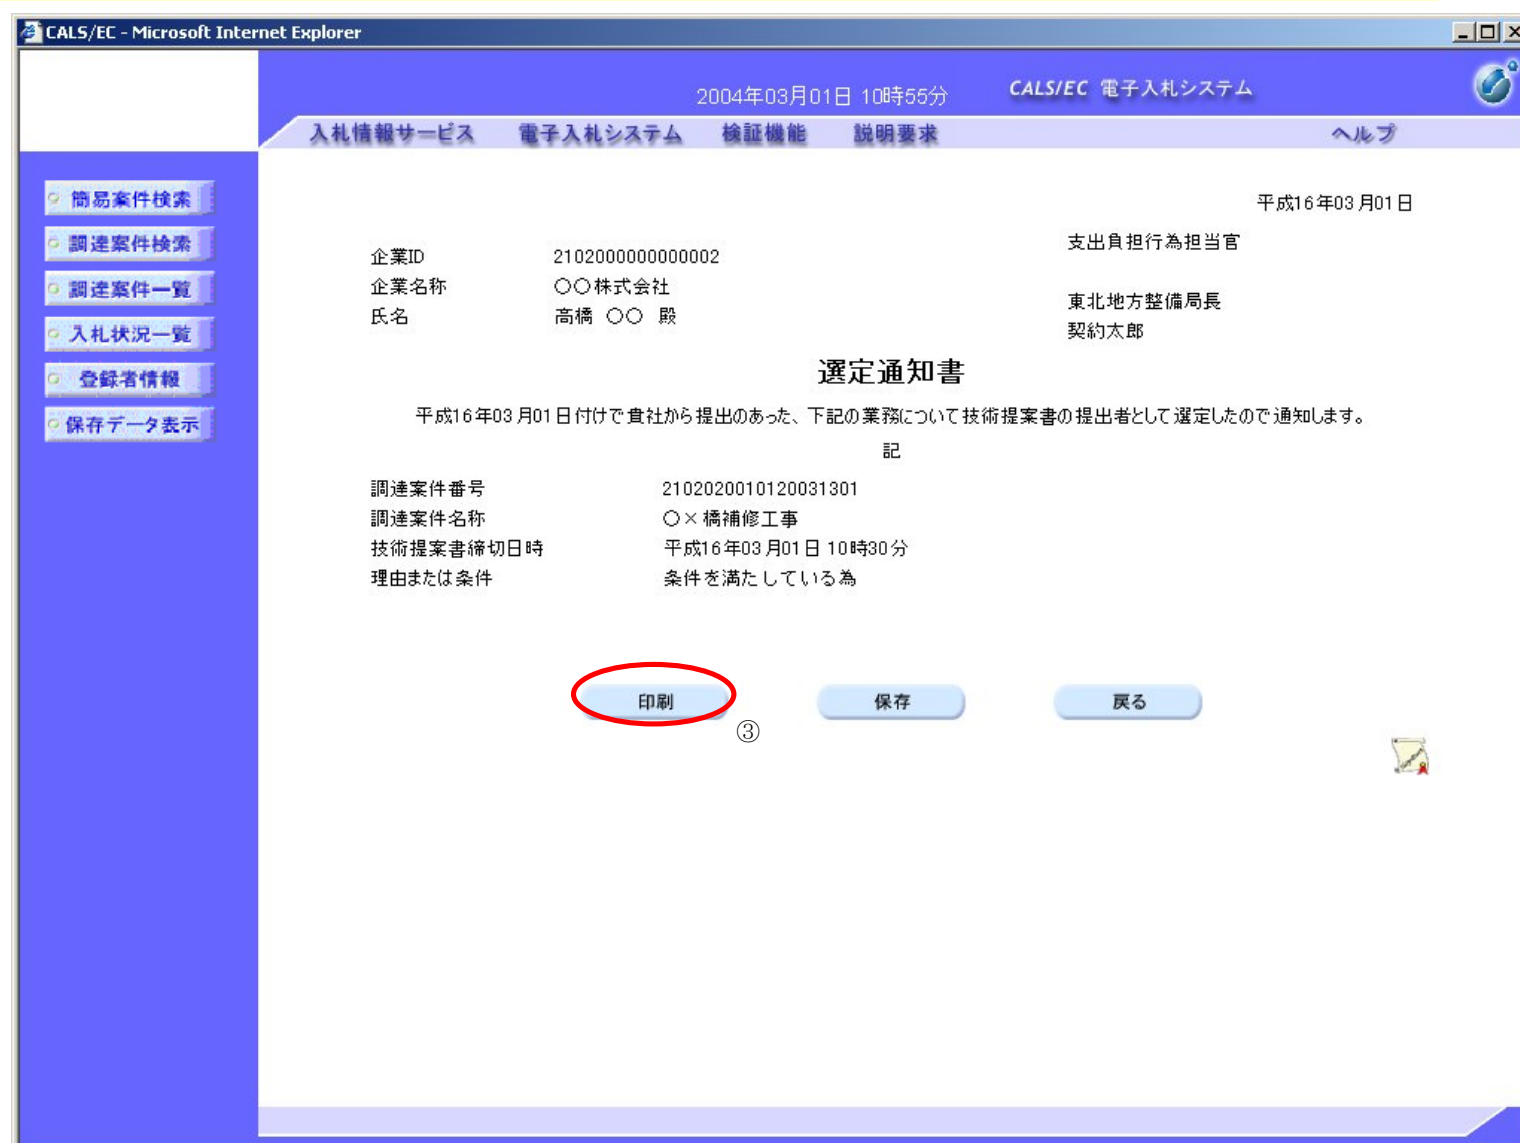 CALS/EC - Microsoft Internet Explorer
2004年03月01日 10時55分
CALS/EC 電子入札システム
入札情報サービス 電子入札システム 検証機能 説明要求 ヘルプ
簡易案件検索
調達案件検索
調達案件一覧
入札状況一覧
登録者情報
保存データ表示
平成16年03月01日
支出負担行為担当官
企業ID 2102000000000002
企業名称 〇〇株式会社
東北地方整備局長
氏名 高橋 〇〇 殿
契約太郎
選定通知書
平成16年03月01日付けで貴社から提出のあった、下記の業務について技術提案書の提出者として選定したので通知します。
記
調達案件番号 2102020010120031301
調達案件名称 〇×橋補修工事
技術提案書締切日時 平成16年03月01日 10時30分
理由または条件 条件を満たしている為
印刷 保存 戻る
③